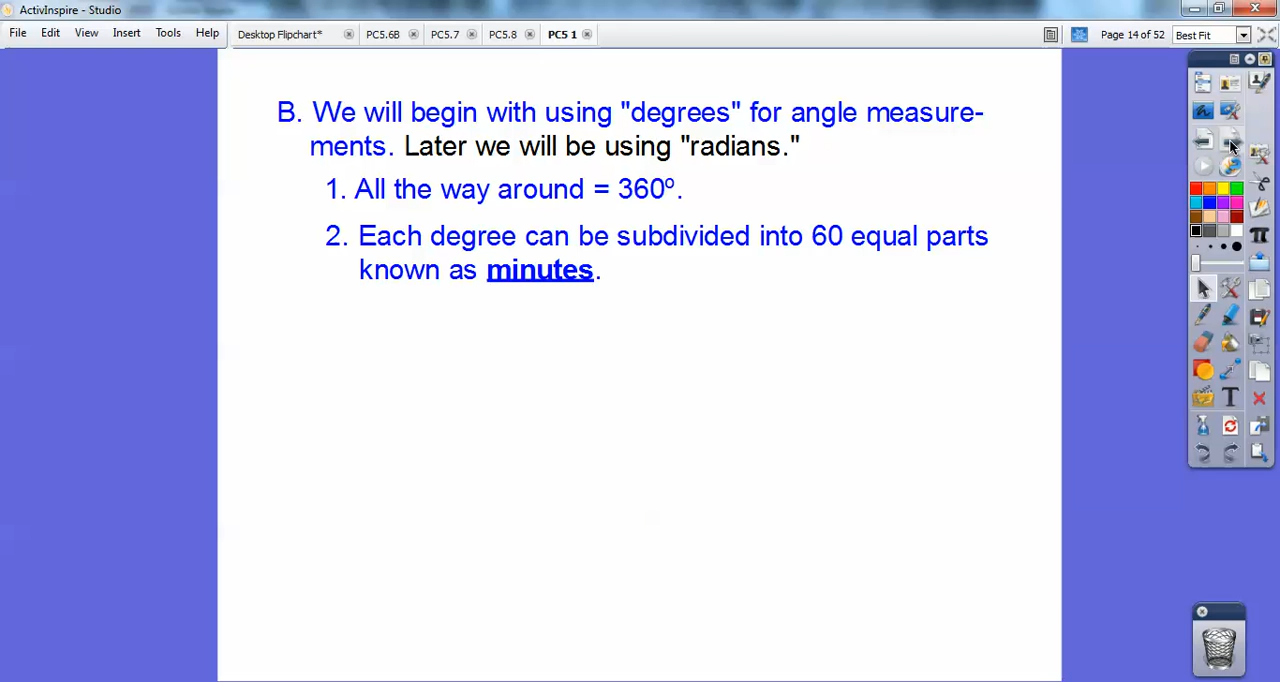 ActivInspire - Studio
File Edit View Insert Tools Help Desktop Flipchart* PC5.6B PC5.7 PC5.8 PC5 1 Page 14 of 52 Best Fit
B. We will begin with using "degrees" for angle measure-
ments. Later we will be using "radians."
1. All the way around = 360º.
2. Each degree can be subdivided into 60 equal parts
known as minutes.